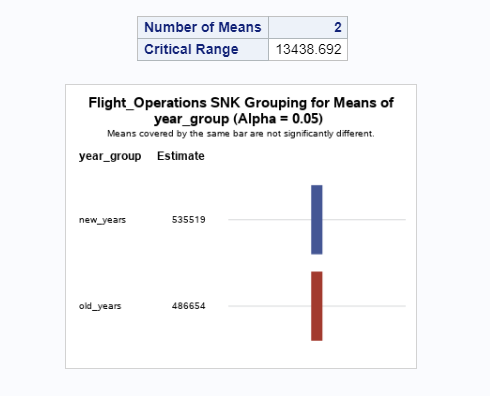 Number of Means 2
Critical Range 13438.692
Flight_Operations SNK Grouping for Means of
year_group (Alpha = 0.05)
Means covered by the same bar are not significantly different.
year_group Estimate
new_years 535519
old_years 486654